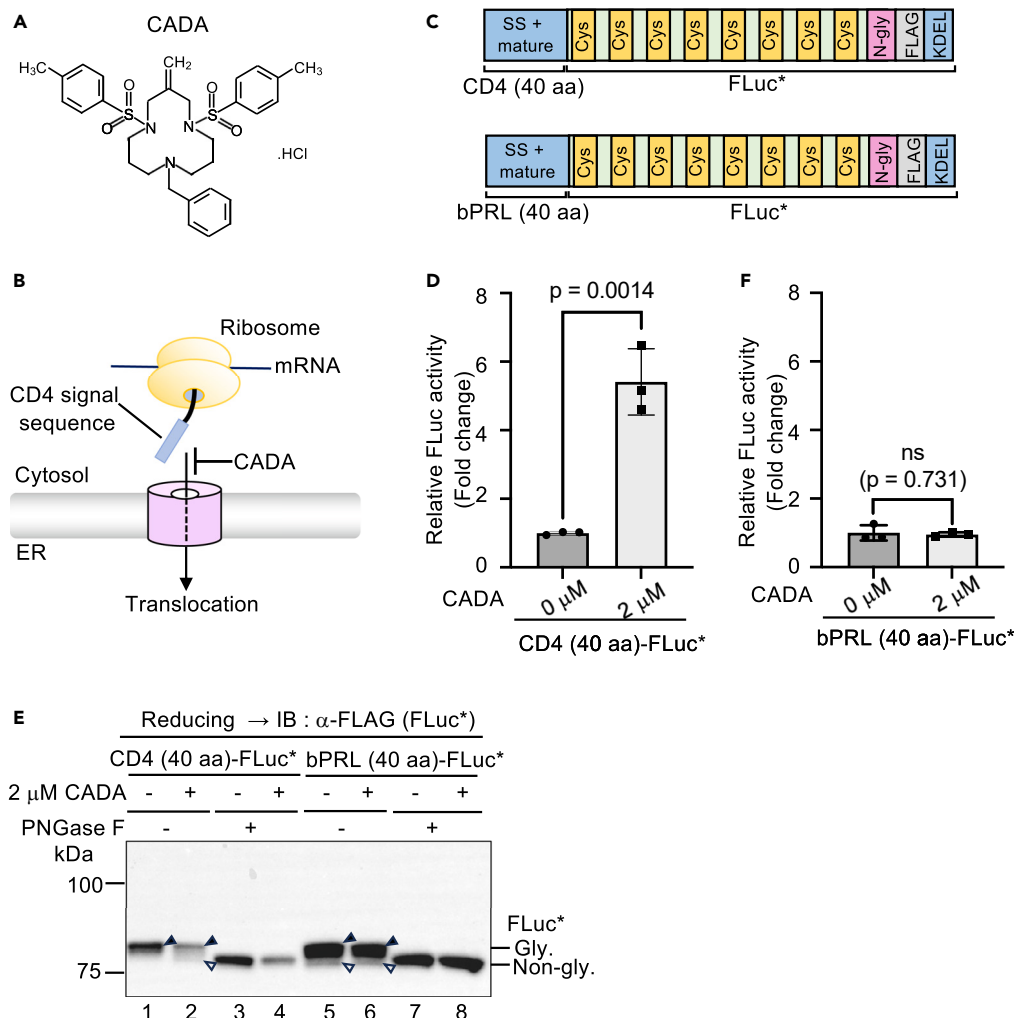 A
CADA
H₃C
CH₂
CH₃
O
O
S
S
O
O
N
N
N
.HCl
B
Ribosome
mRNA
CD4 signal
sequence
CADA
Cytosol
ER
Translocation
C
SS +
mature
Cys Cys Cys Cys Cys Cys Cys Cys N-gly FLAG KDEL
CD4 (40 aa)
FLuc*
SS +
mature
Cys Cys Cys Cys Cys Cys Cys Cys N-gly FLAG KDEL
bPRL (40 aa)
FLuc*
D
Relative FLuc activity
(Fold change)
8
6
4
2
0
p = 0.0014
CADA
0 μM
2 μM
CD4 (40 aa)-FLuc*
F
Relative FLuc activity
(Fold change)
8
6
4
2
0
ns
(p = 0.731)
CADA
0 μM
2 μM
bPRL (40 aa)-FLuc*
E
Reducing → IB : α-FLAG (FLuc*)
CD4 (40 aa)-FLuc* bPRL (40 aa)-FLuc*
2 μM CADA - + - + - + - +
PNGase F - + - +
kDa
100
75
FLuc*
Gly.
Non-gly.
1 2 3 4 5 6 7 8